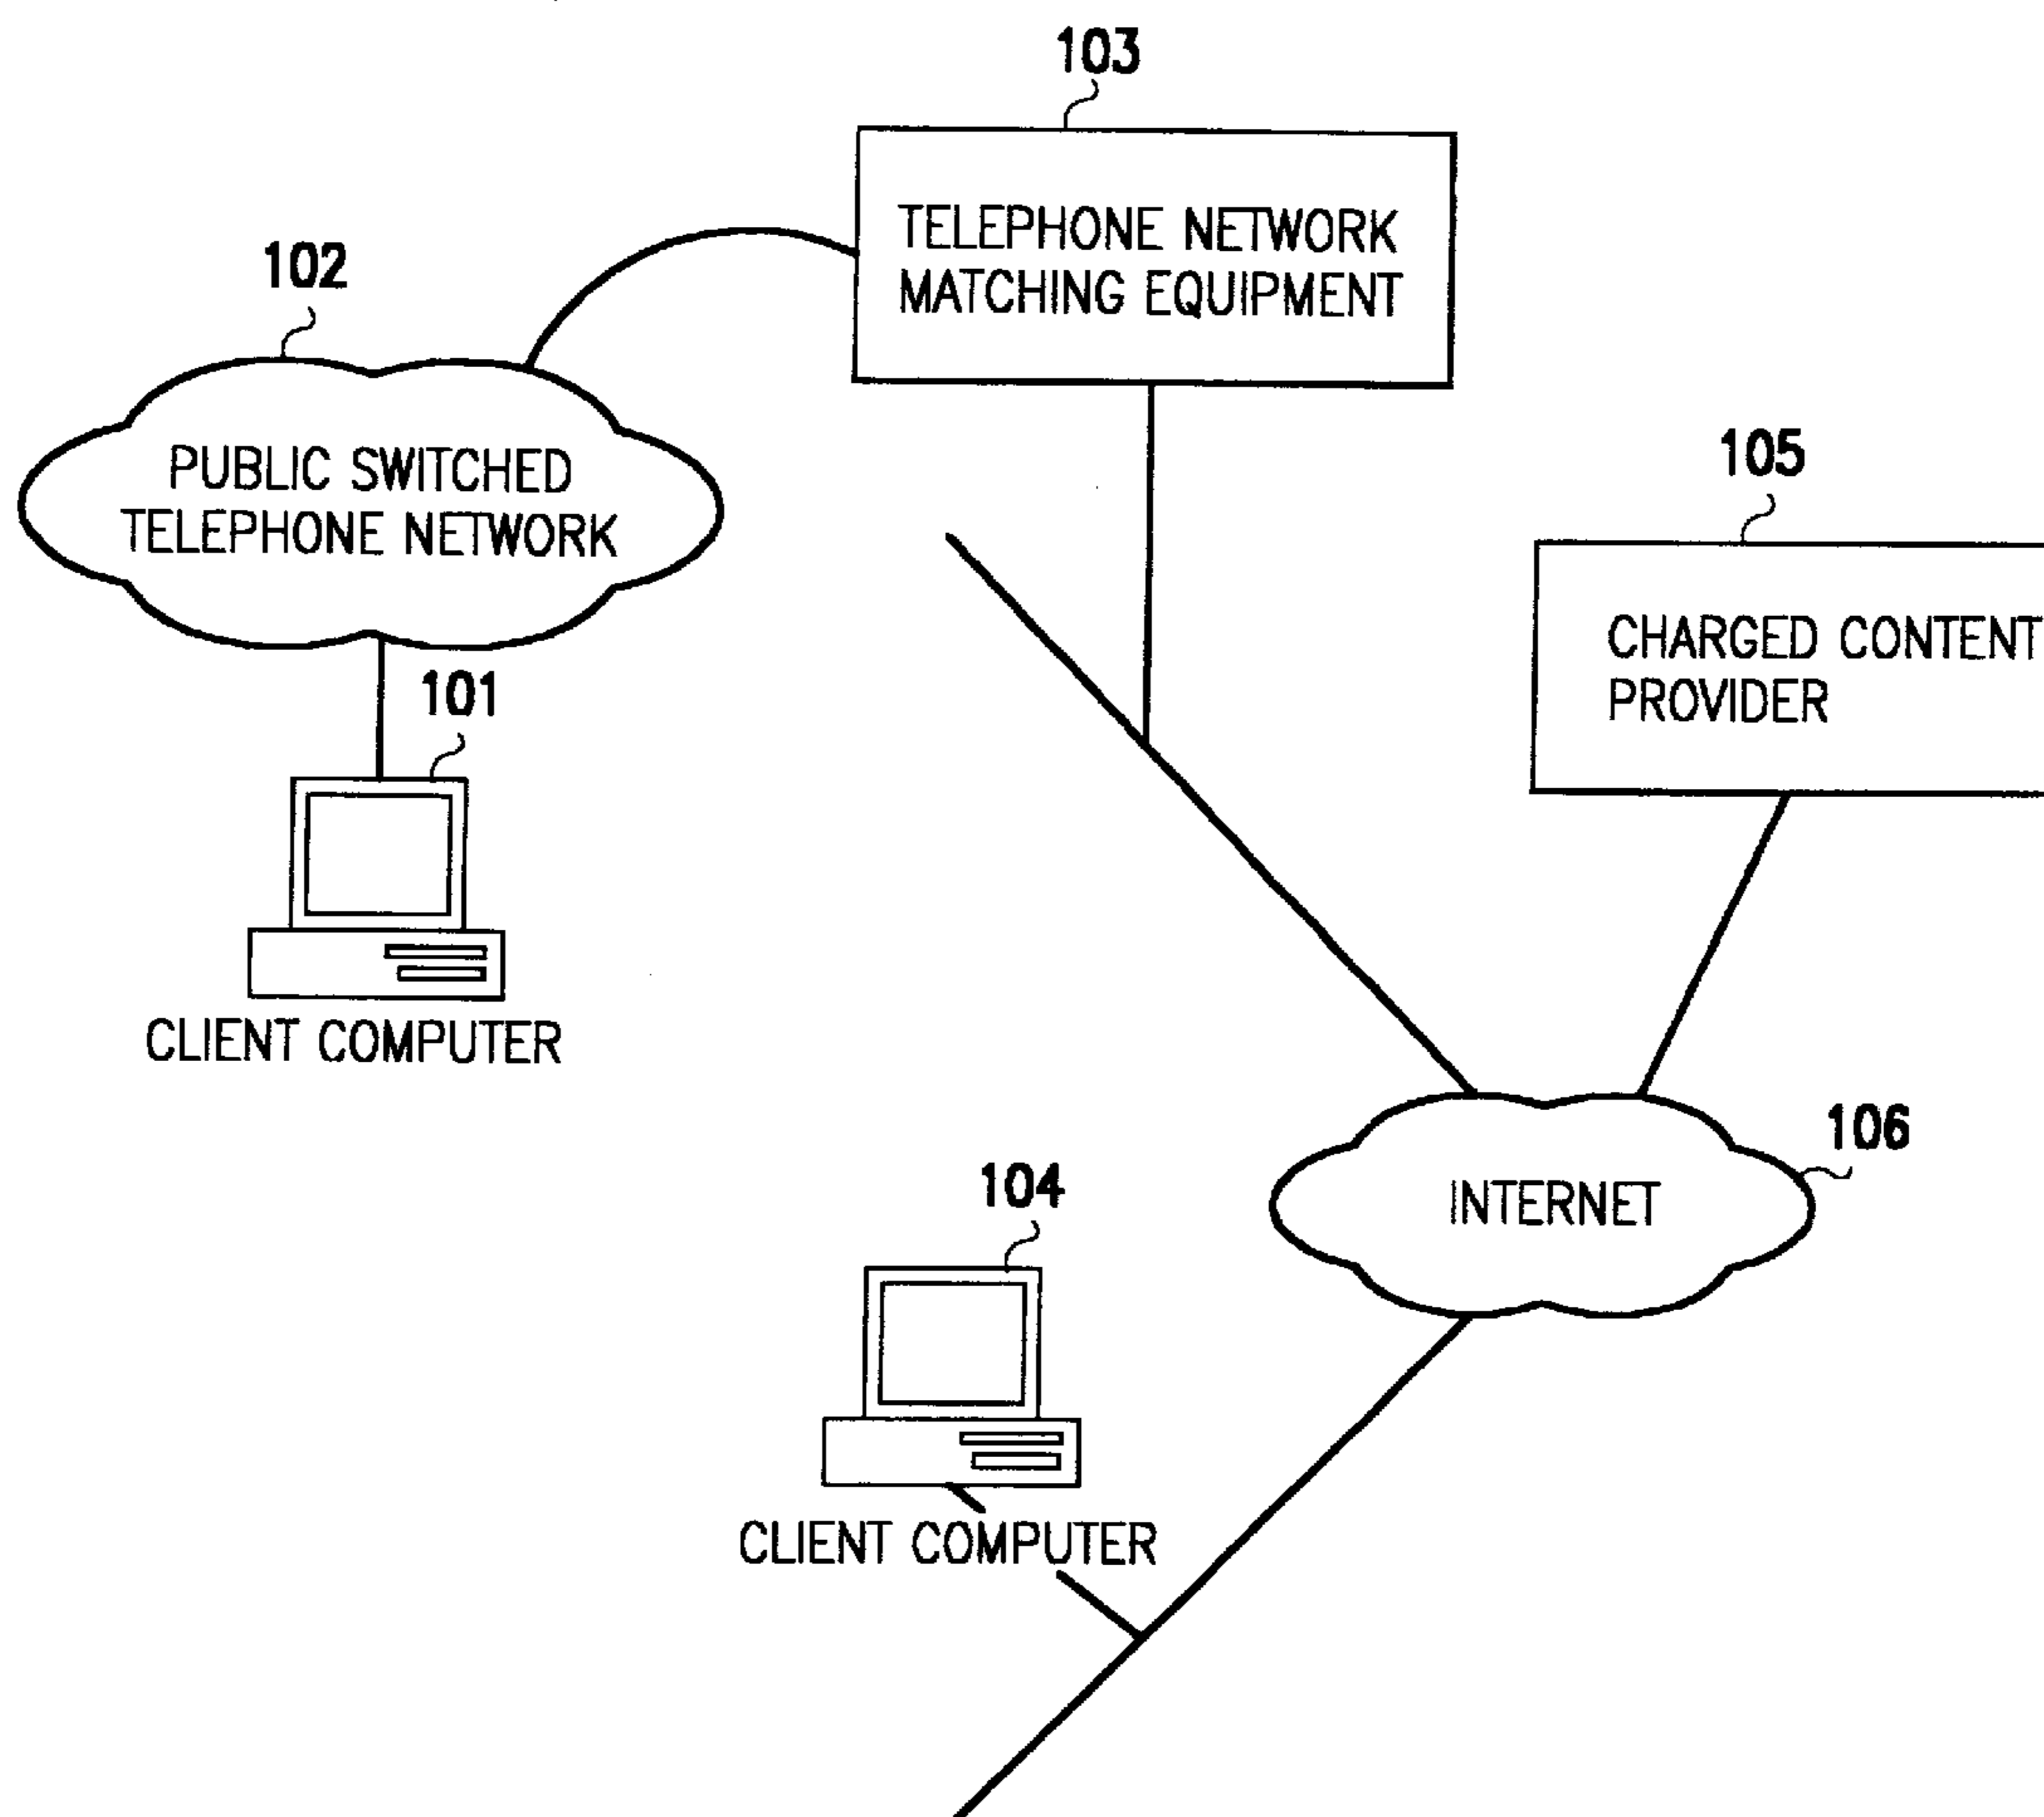 103
TELEPHONE NETWORK
MATCHING EQUIPMENT
102
PUBLIC SWITCHED
TELEPHONE NETWORK
105
CHARGED CONTENT
PROVIDER
101
CLIENT COMPUTER
106
INTERNET
104
CLIENT COMPUTER